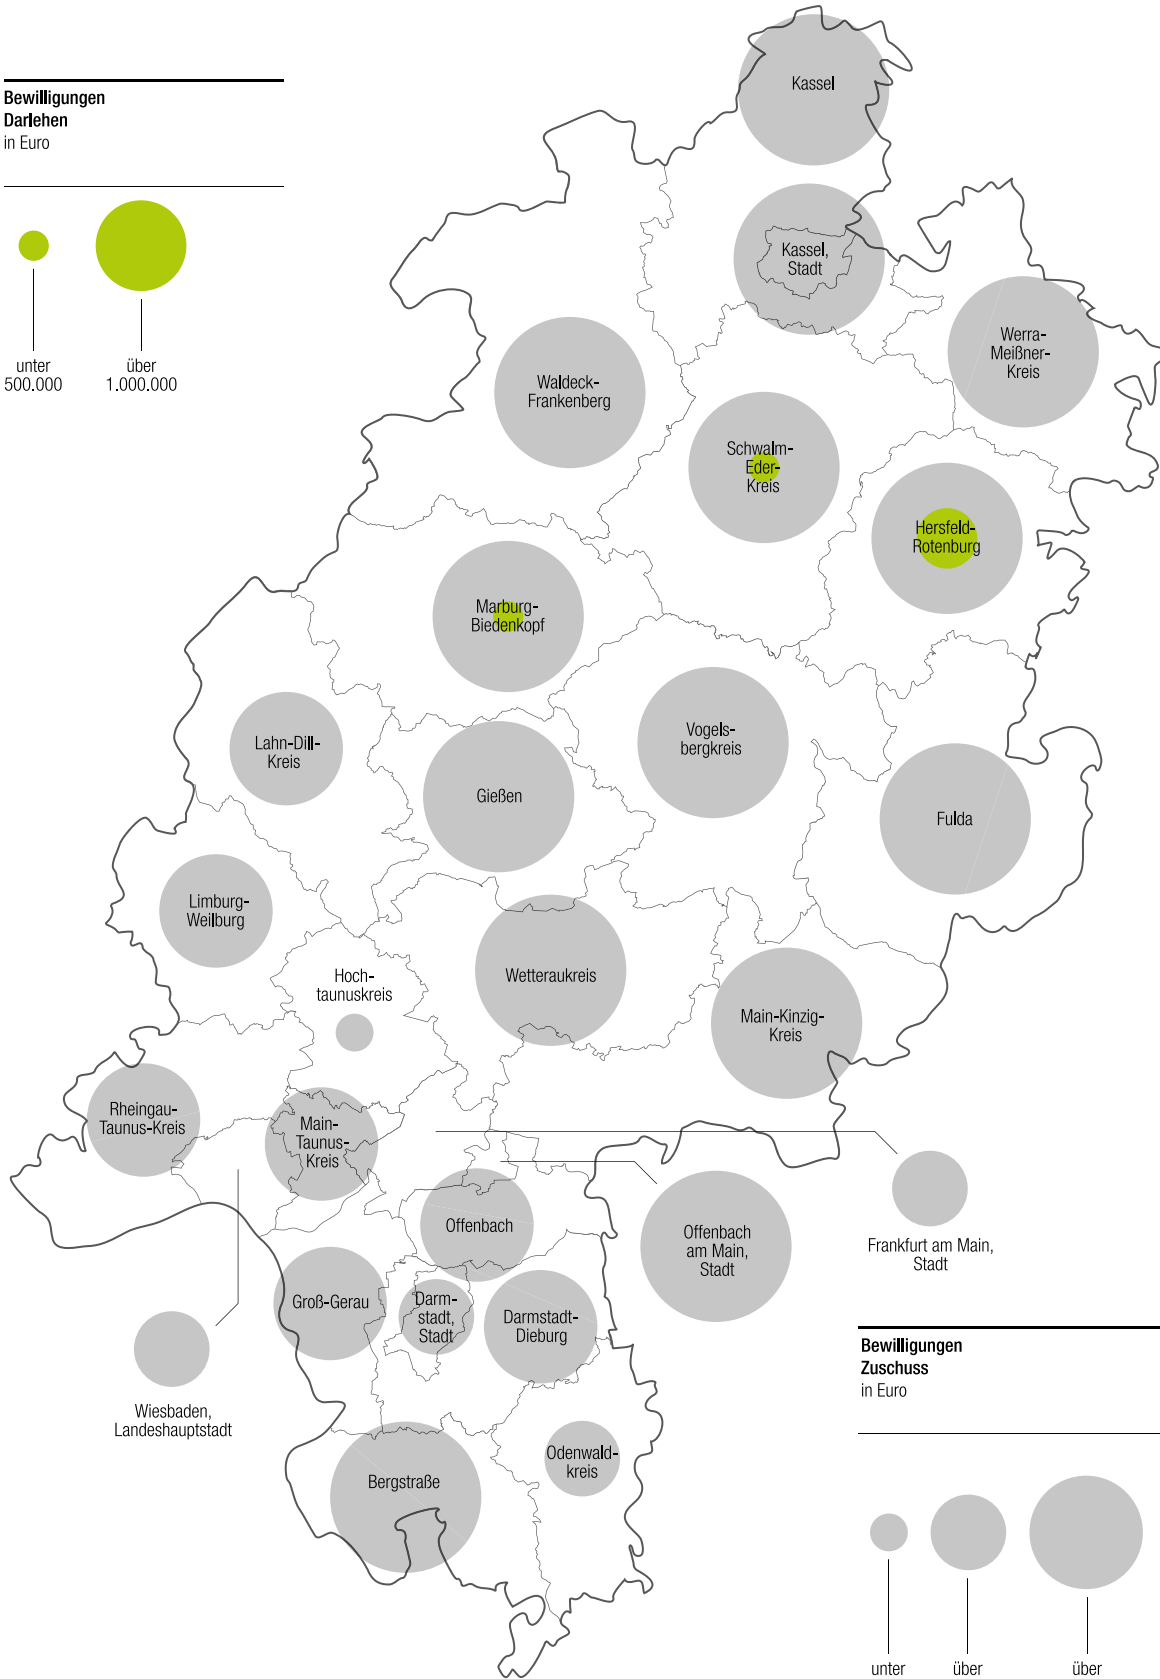 Bewilligungen
Darlehen
in Euro
unter
500.000
über
1.000.000
Kassel
Kassel,
Stadt
Werra-
Meißner-
Kreis
Waldeck-
Frankenberg
Schwalm-
Eder-
Kreis
Hersfeld-
Rotenburg
Marburg-
Biedenkopf
Lahn-Dill-
Kreis
Gießen
Vogels-
bergkreis
Fulda
Limburg-
Weilburg
Hoch-
taunuskreis
Wetteraukreis
Main-Kinzig-
Kreis
Rheingau-
Taunus-Kreis
Main-
Taunus-
Kreis
Offenbach
Offenbach
am Main,
Stadt
Frankfurt am Main,
Stadt
Groß-Gerau
Darm-
stadt,
Stadt
Darmstadt-
Dieburg
Wiesbaden,
Landeshauptstadt
Bergstraße
Odenwald-
kreis
Bewilligungen
Zuschuss
in Euro
unter
über
über